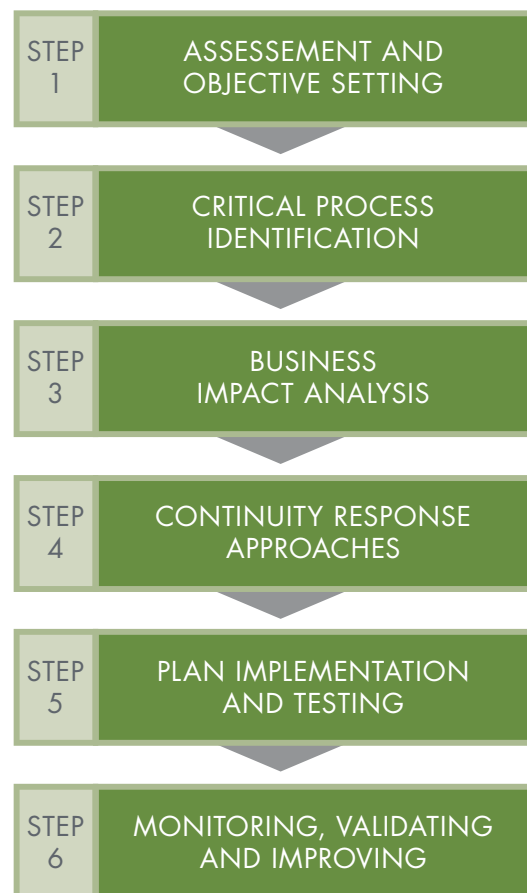 STEP
1
ASSESSEMENT AND
OBJECTIVE SETTING
STEP
2
CRITICAL PROCESS
IDENTIFICATION
STEP
3
BUSINESS
IMPACT ANALYSIS
STEP
4
CONTINUITY RESPONSE
APPROACHES
STEP
5
PLAN IMPLEMENTATION
AND TESTING
STEP
6
MONITORING, VALIDATING
AND IMPROVING